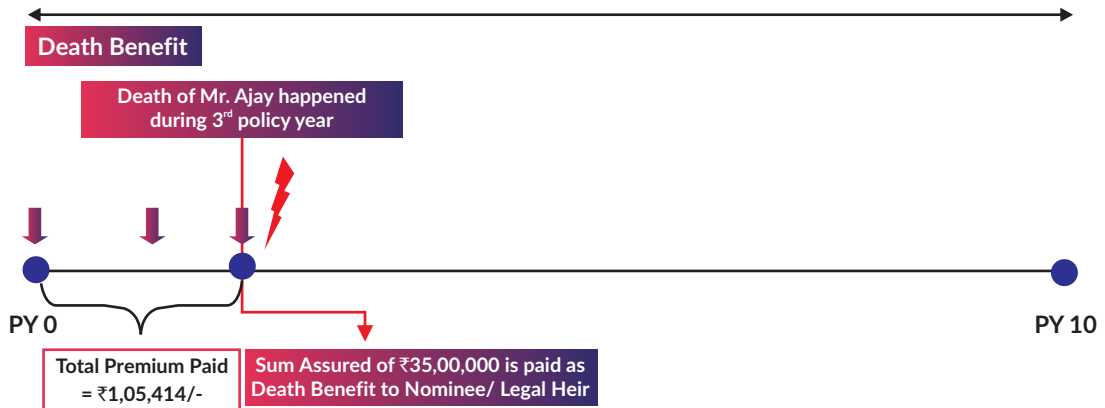 Death Benefit
Death of Mr. Ajay happened
during 3rd policy year
PY 0
PY 10
Total Premium Paid
= ₹1,05,414/-
Sum Assured of ₹35,00,000 is paid as
Death Benefit to Nominee/ Legal Heir